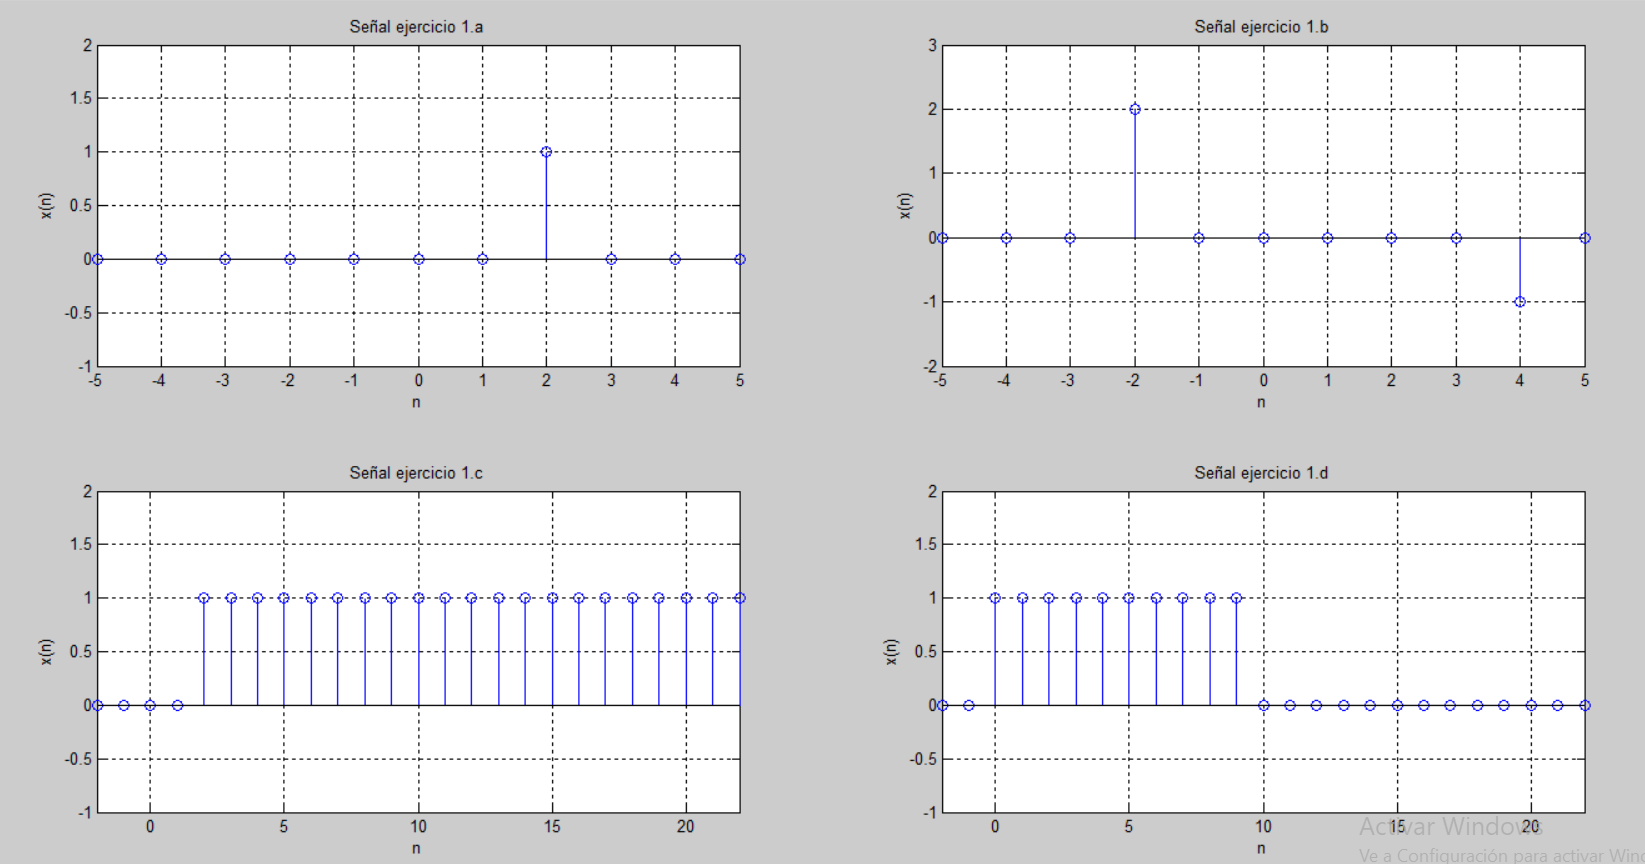 Señal ejercicio 1.a
2
1.5
1
0.5
0
-0.5
-1
x(n)
-5 -4 -3 -2 -1 0 1 2 3 4 5
n
Señal ejercicio 1.b
3
2
1
0
-1
-2
x(n)
-5 -4 -3 -2 -1 0 1 2 3 4 5
n
Señal ejercicio 1.c
2
1.5
1
0.5
0
-0.5
-1
x(n)
0 5 10 15 20
n
Señal ejercicio 1.d
2
1.5
1
0.5
0
-0.5
-1
x(n)
0 5 10 15 20
n
Activar Windows
Ve a Configuración para activar Win